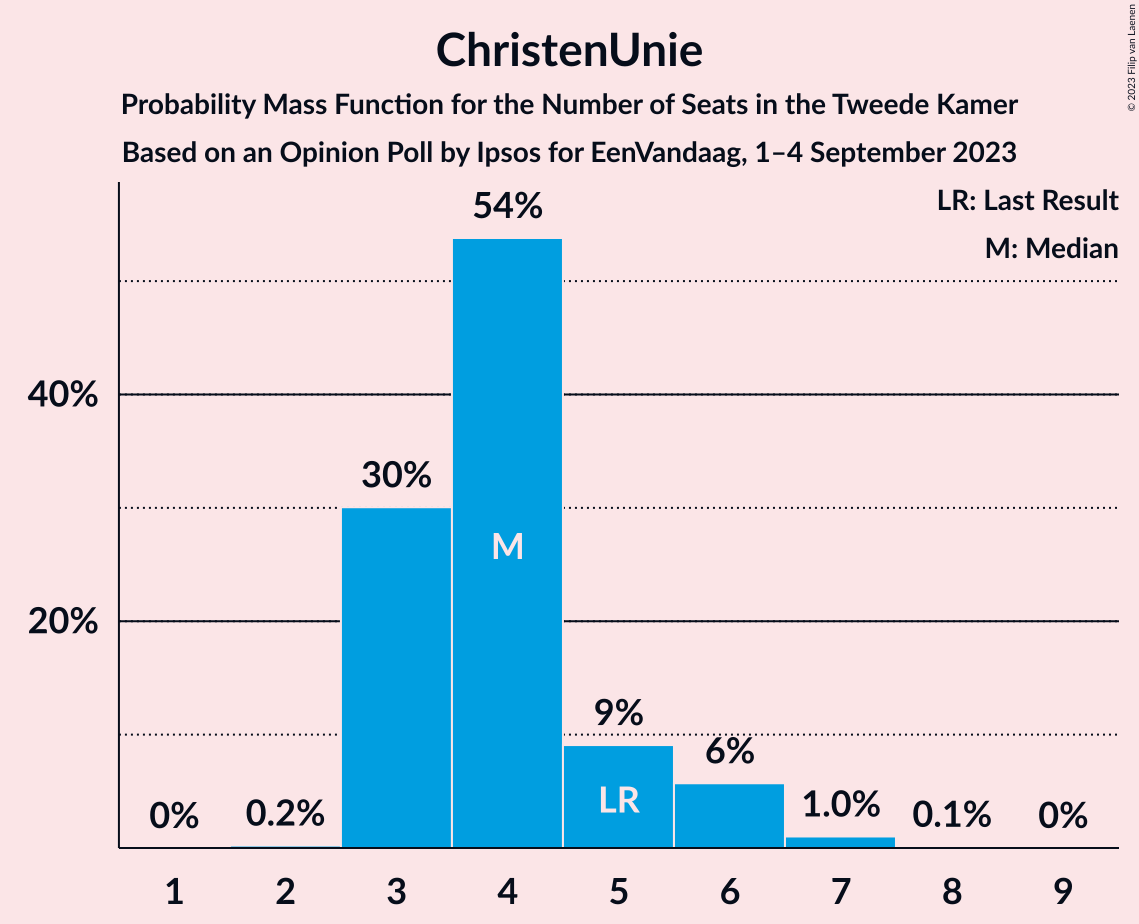 ChristenUnie
Probability Mass Function for the Number of Seats in the Tweede Kamer
Based on an Opinion Poll by Ipsos for EenVandaag, 1–4 September 2023
© 2023 Filip van Laenen
LR: Last Result
M: Median
54%
40%
30%
M
20%
9%
6%
LR
1.0%
0%
0.2%
0.1%
0%
1 2 3 4 5 6 7 8 9